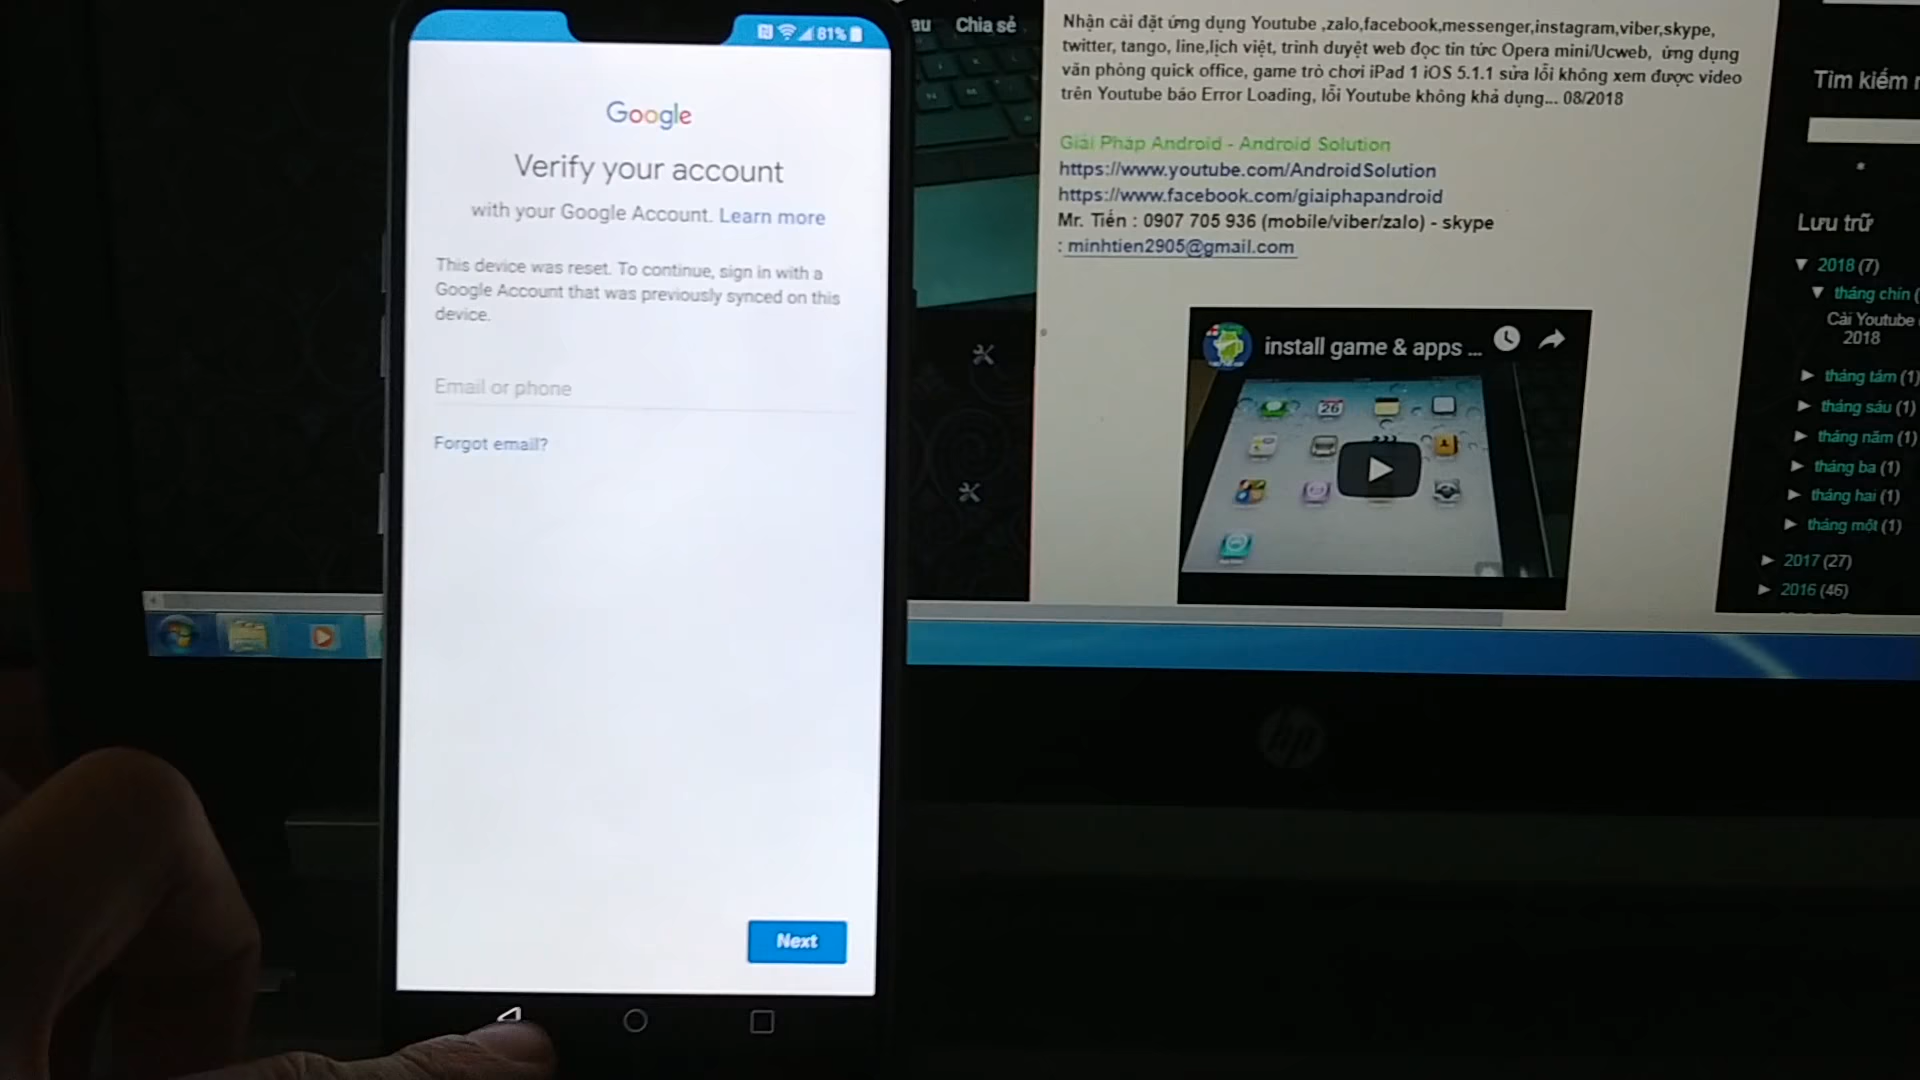 81%
Google
Verify your account
with your Google Account. Learn more
This device was reset. To continue, sign in with a
Google Account that was previously synced on this
device.
Email or phone
Forgot email?
Next
au Chia sẻ
Nhận cài đặt ứng dụng Youtube ,zalo,facebook,messenger,instagram,viber,skype,
twitter, tango, line,lịch việt, trình duyệt web đọc tin tức Opera mini/Ucweb, ứng dụng
văn phòng quick office, game trò chơi iPad 1 iOS 5.1.1 sửa lỗi không xem được video
trên Youtube báo Error Loading, lỗi Youtube không khả dụng... 08/2018
Giải Pháp Android - Android Solution
https://www.youtube.com/AndroidSolution
https://www.facebook.com/giaiphapandroid
Mr. Tiến : 0907 705 936 (mobile/viber/zalo) - skype
: minhtien2905@gmail.com
install game & apps ...
26
Tìm kiếm
Lưu trữ
▼ 2018 (7)
▼ tháng chín (
Cài Youtube
2018
► tháng tám (1)
► tháng sáu (1)
► tháng năm (1)
► tháng ba (1)
► tháng hai (1)
► tháng một (1)
► 2017 (27)
► 2016 (46)
hp